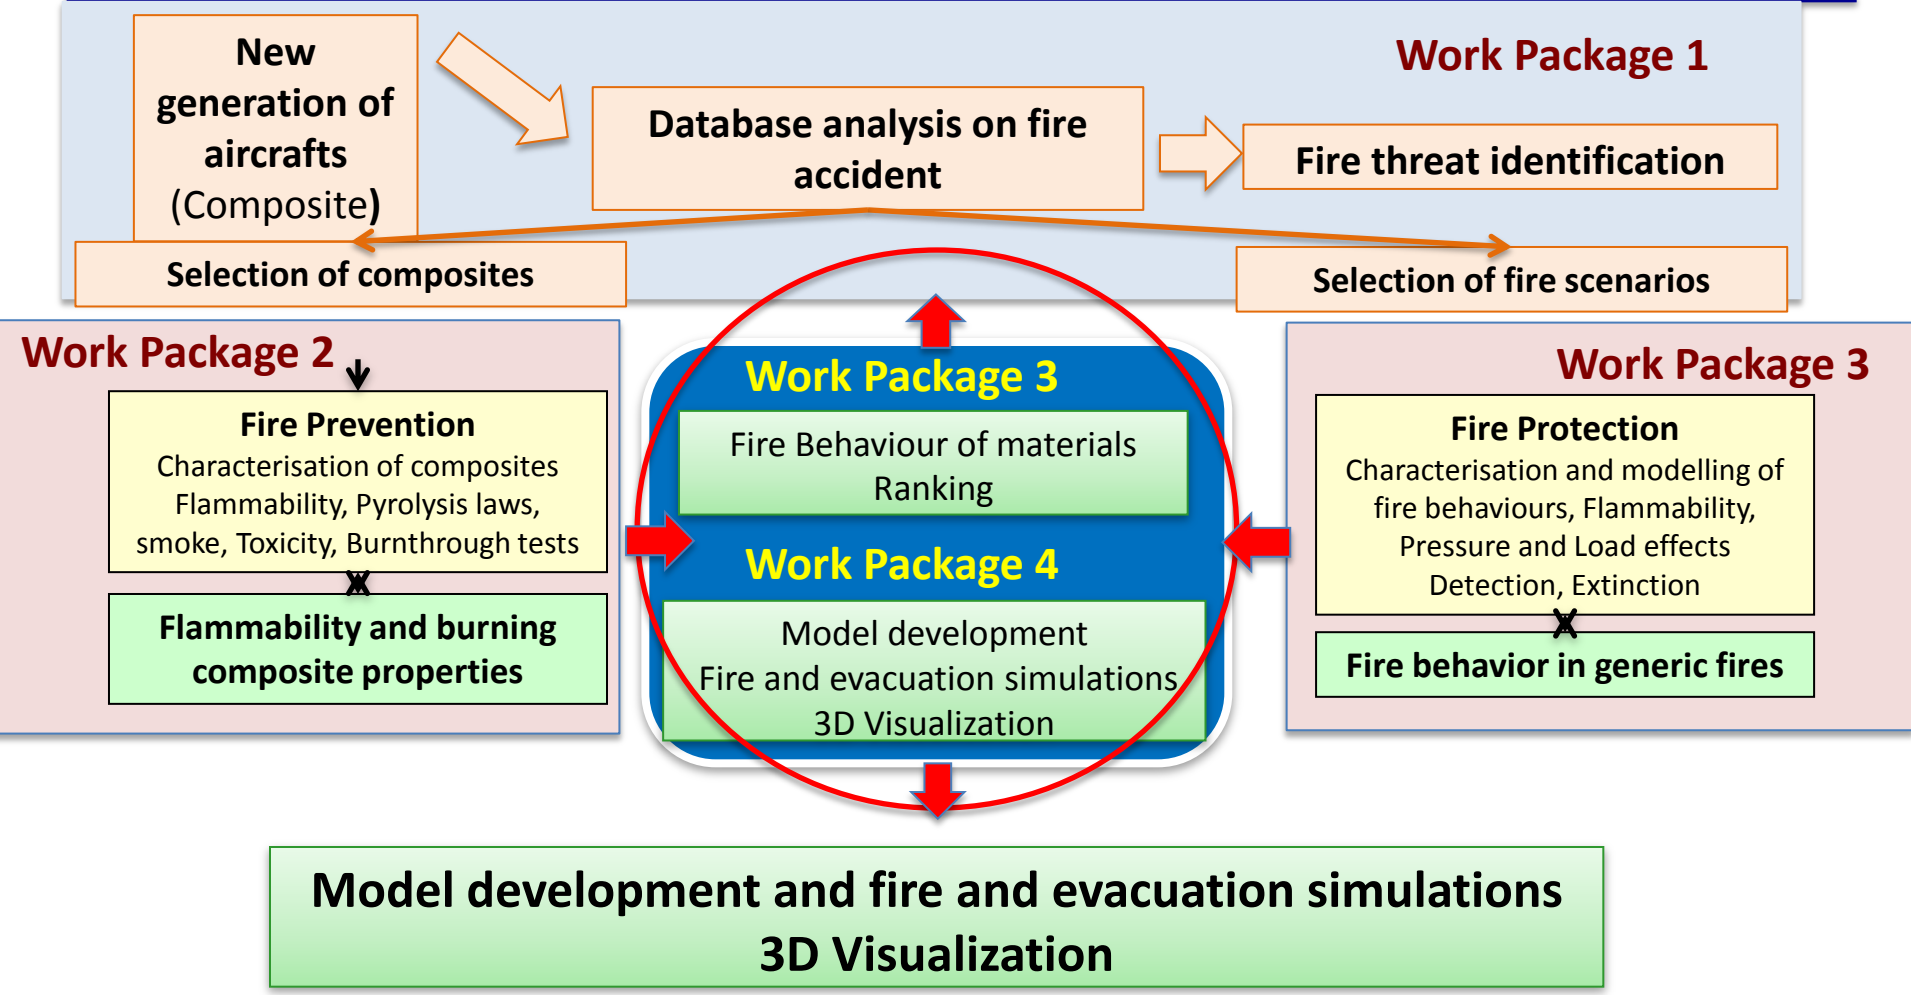 Work Package 1
New
generation of
aircrafts
(Composite)
Database analysis on fire
accident
Fire threat identification
Selection of composites
Selection of fire scenarios
Work Package 2
Fire Prevention
Characterisation of composites
Flammability, Pyrolysis laws,
smoke, Toxicity, Burnthrough tests
Flammability and burning
composite properties
Work Package 3
Fire Behaviour of materials
Ranking
Work Package 4
Model development
Fire and evacuation simulations
3D Visualization
Work Package 3
Fire Protection
Characterisation and modelling of
fire behaviours, Flammability,
Pressure and Load effects
Detection, Extinction
Fire behavior in generic fires
Model development and fire and evacuation simulations
3D Visualization